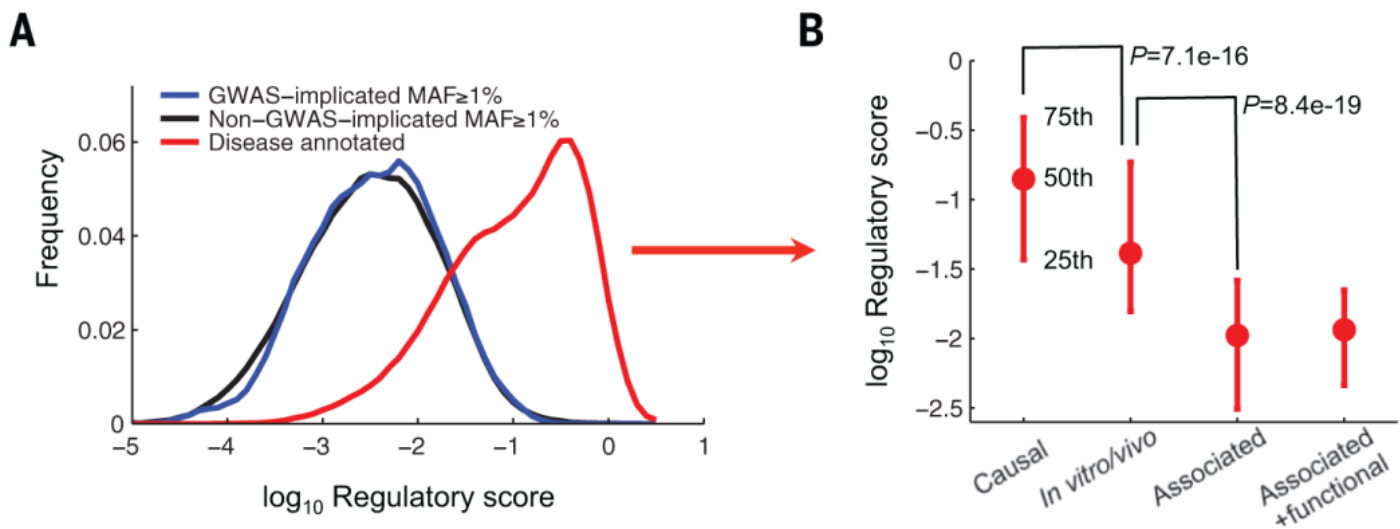 A
Frequency
0.06
0.04
0.02
0
GWAS−implicated MAF≥1%
Non−GWAS−implicated MAF≥1%
Disease annotated
−5 −4 −3 −2 −1 0 1
log10 Regulatory score
B
log10 Regulatory score
0
−0.5
−1
−1.5
−2
−2.5
P=7.1e-16
P=8.4e-19
75th
50th
25th
Causal
In vitro/vivo
Associated
Associated
+functional